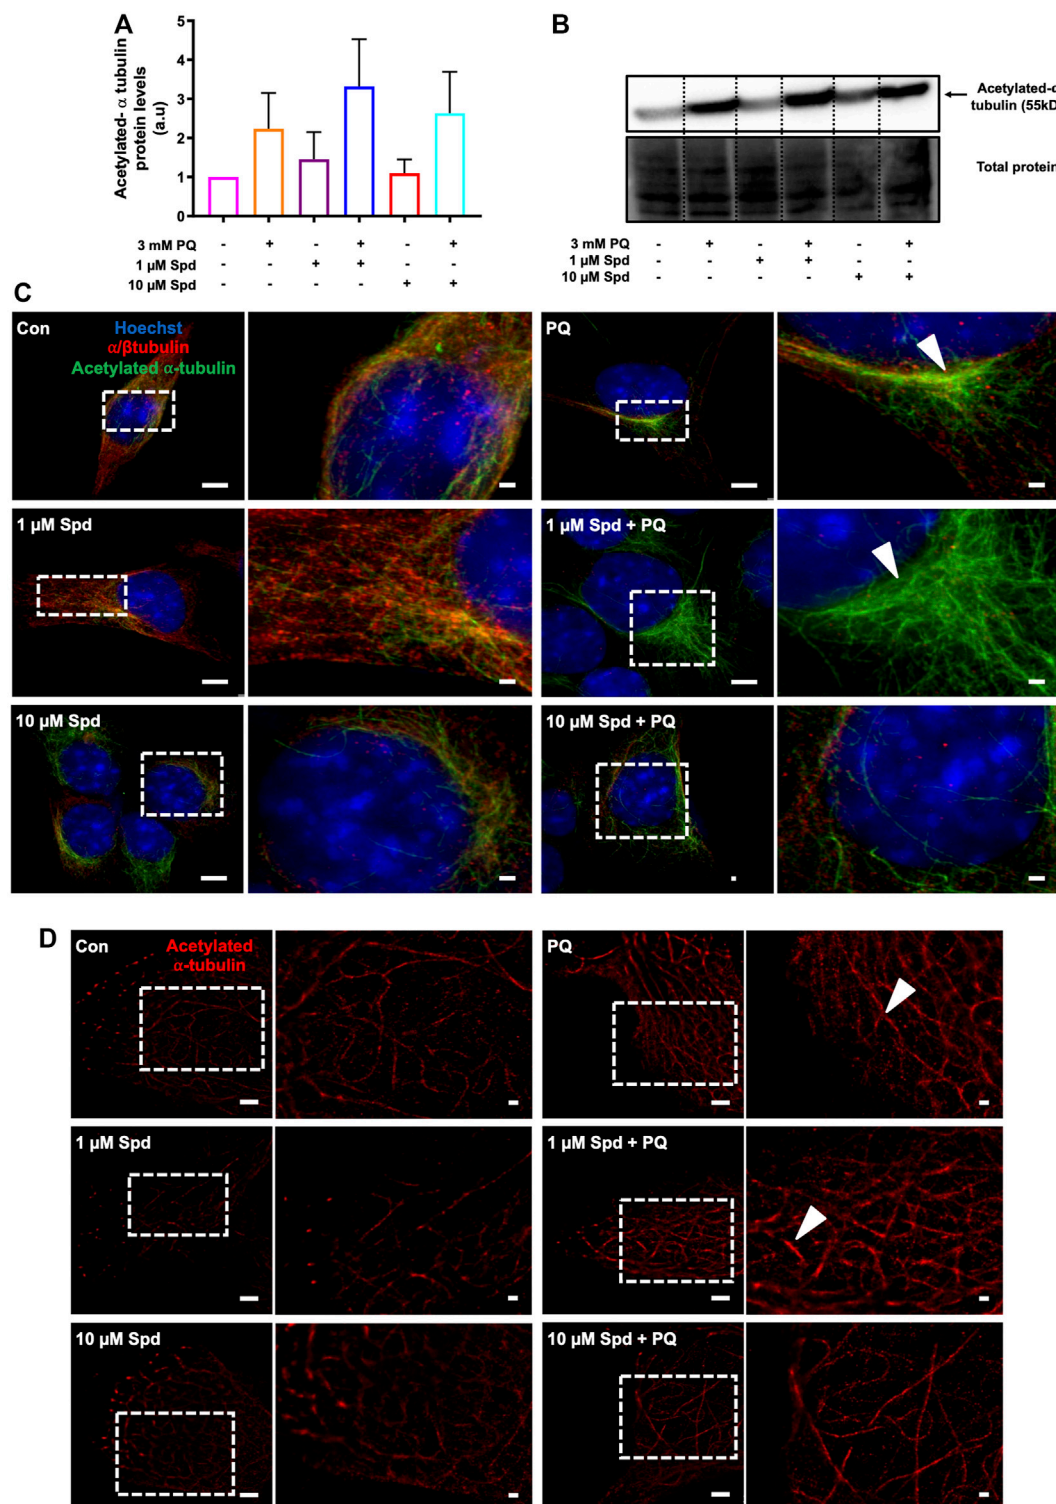 A
Acetylated- α tubulin
protein levels
(a.u)
5
4
3
2
1
0
3 mM PQ - + - + - +
1 µM Spd - - + + - -
10 µM Spd - - - - + +
B
Acetylated-α
tubulin (55kD
Total protein
3 mM PQ - + - + - +
1 µM Spd - - + + - -
10 µM Spd - - - - + +
C
Con
Hoechst
α/βtubulin
Acetylated α-tubulin
PQ
1 µM Spd
1 µM Spd + PQ
10 µM Spd
10 µM Spd + PQ
D
Con
Acetylated
α-tubulin
PQ
1 µM Spd
1 µM Spd + PQ
10 µM Spd
10 µM Spd + PQ